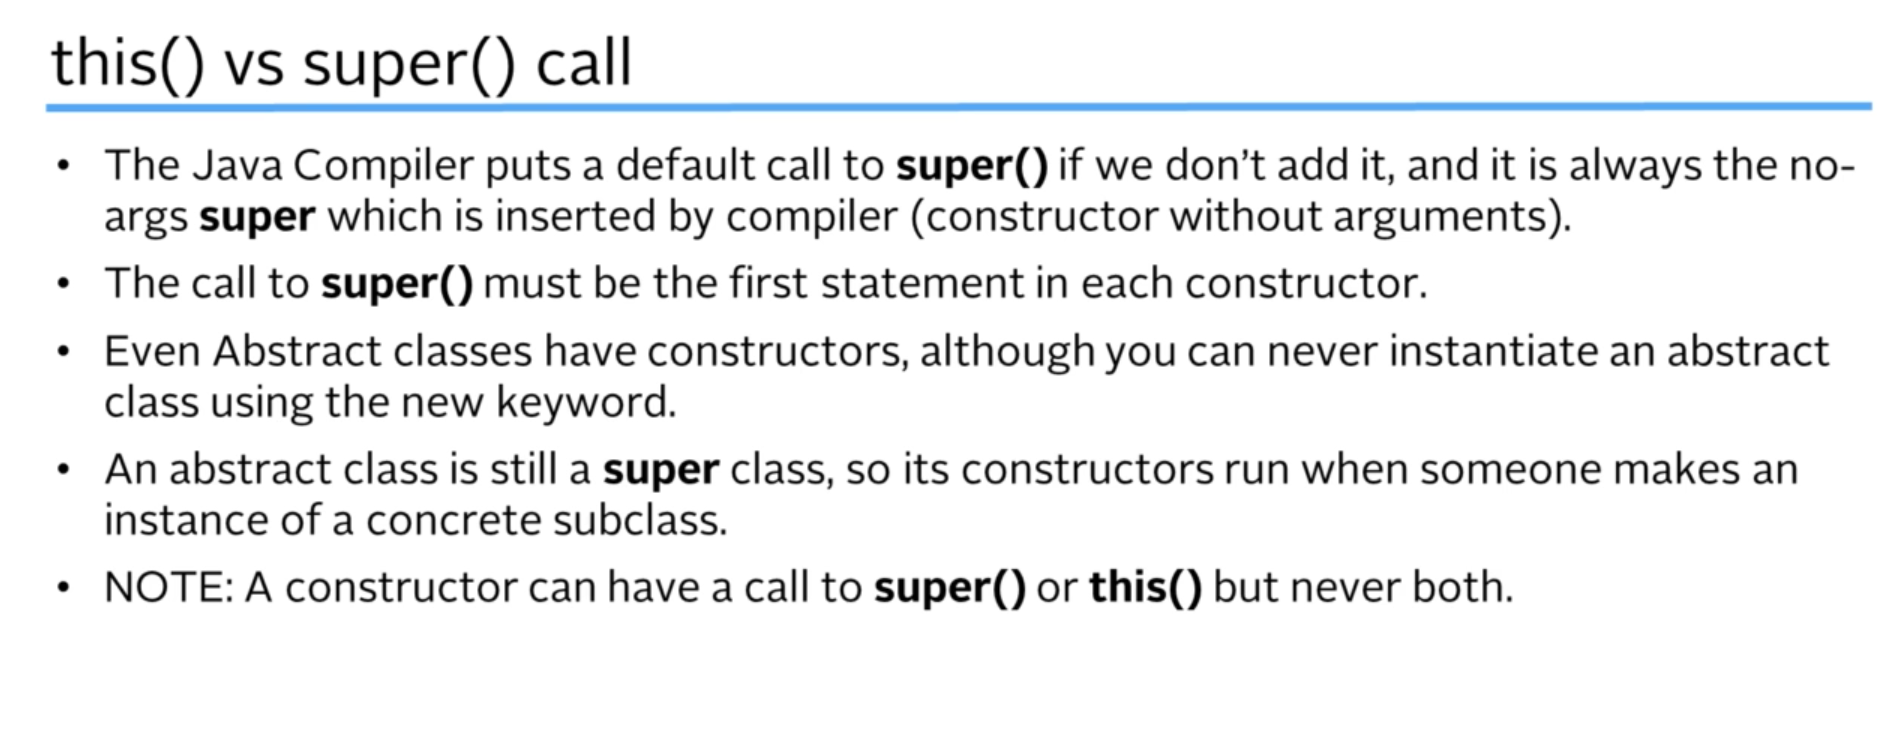 this() vs super() call
• The Java Compiler puts a default call to super() if we don’t add it, and it is always the no-
args super which is inserted by compiler (constructor without arguments).
• The call to super() must be the first statement in each constructor.
• Even Abstract classes have constructors, although you can never instantiate an abstract
class using the new keyword.
• An abstract class is still a super class, so its constructors run when someone makes an
instance of a concrete subclass.
• NOTE: A constructor can have a call to super() or this() but never both.